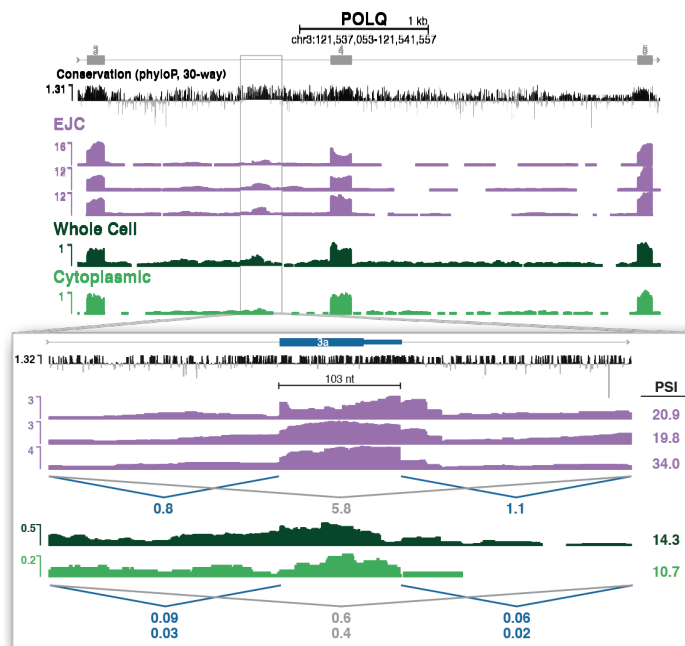 POLQ
1 kb
chr3:121,537,053-121,541,557
3 4 5
Conservation (phyloP, 30-way)
1.31
EJC
16
12
12
Whole Cell
1
Cytoplasmic
1
3a
1.32
103 nt
PSI
3
20.9
3
19.8
4
34.0
0.8 5.8 1.1
0.5
14.3
0.2
10.7
0.09 0.6 0.06
0.03 0.4 0.02